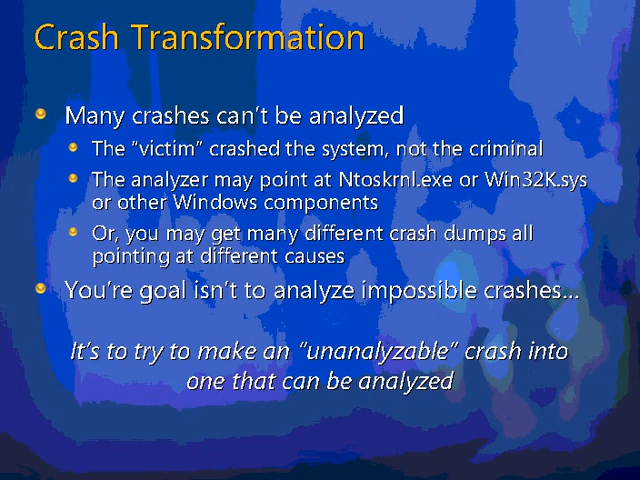 Crash Transformation
Many crashes can't be analyzed
The "victim" crashed the system, not the criminal
The analyzer may point at Ntoskrnl.exe or Win32K.sys
or other Windows components
Or, you may get many different crash dumps all
pointing at different causes
You're goal isn't to analyze impossible crashes…
It's to try to make an "unanalyzable" crash into
one that can be analyzed